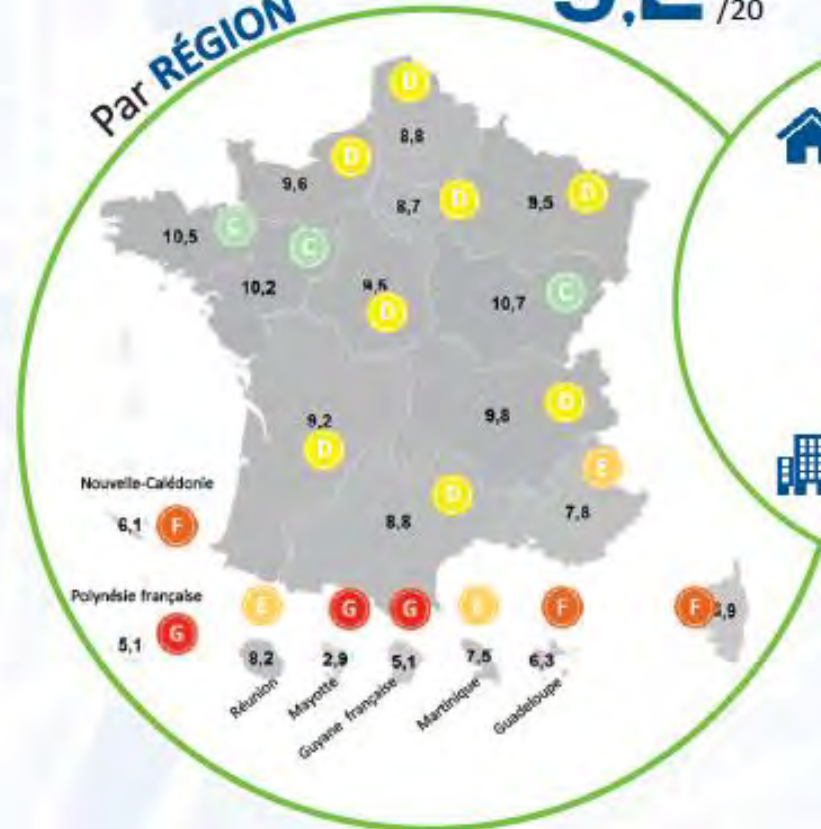 /20
Par RÉGION
D
8,8
D
9,6
8,7
D
9,5
D
10,5
C
C
10,2
D
10,7
C
9,2
D
9,8
D
E
7,8
8,8
D
Nouvelle-Calédonie
6,1
F
Polynésie française
5,1
G
E
G
G
E
F
F
8,2
2,9
5,1
7,5
6,3
Réunion
Mayotte
Guyane française
Martinique
Guadeloupe